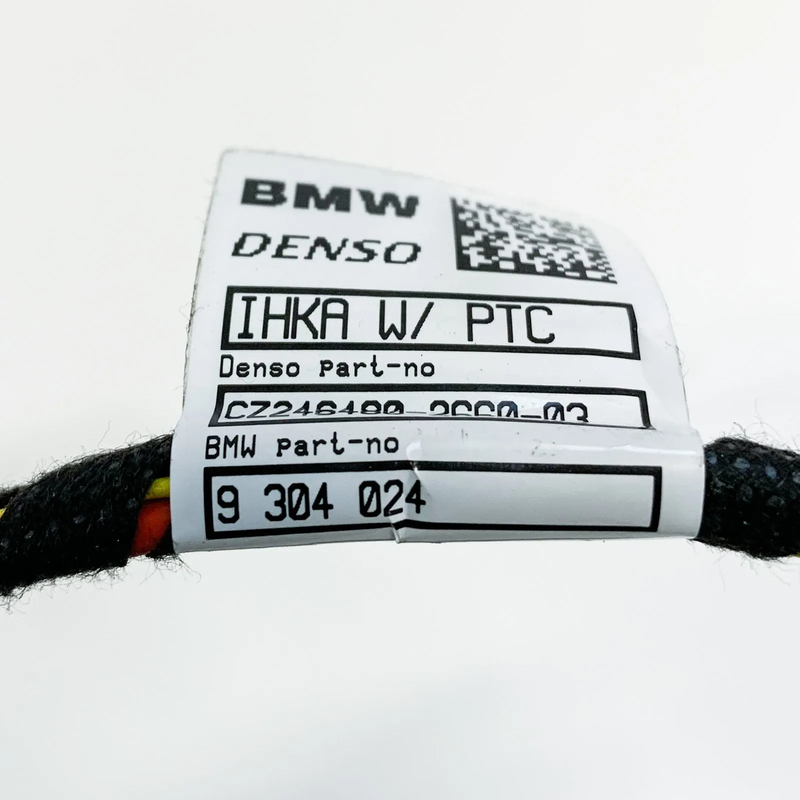 BMW
DENSO
IHKA W/ PTC
Denso Part-no
BMW Part-no
9 304 024